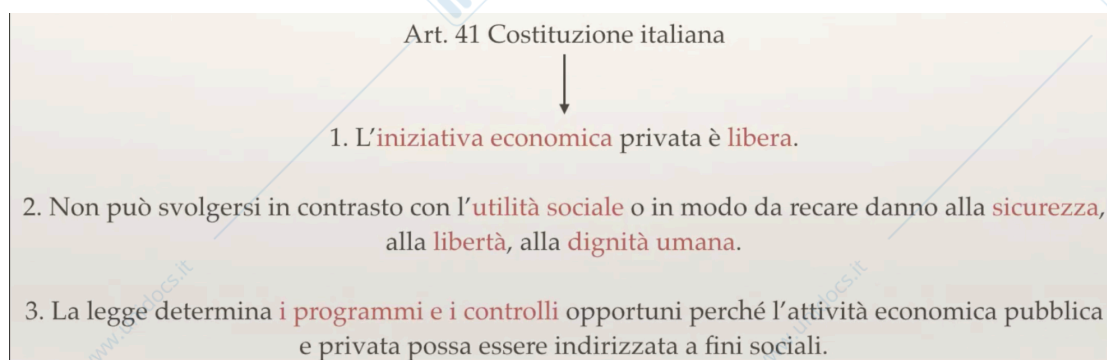 Art. 41 Costituzione italiana
1. L'iniziativa economica privata è libera.
2. Non può svolgersi in contrasto con l'utilità sociale o in modo da recare danno alla sicurezza,
alla libertà, alla dignità umana.
3. La legge determina i programmi e i controlli opportuni perché l'attività economica pubblica
e privata possa essere indirizzata a fini sociali.